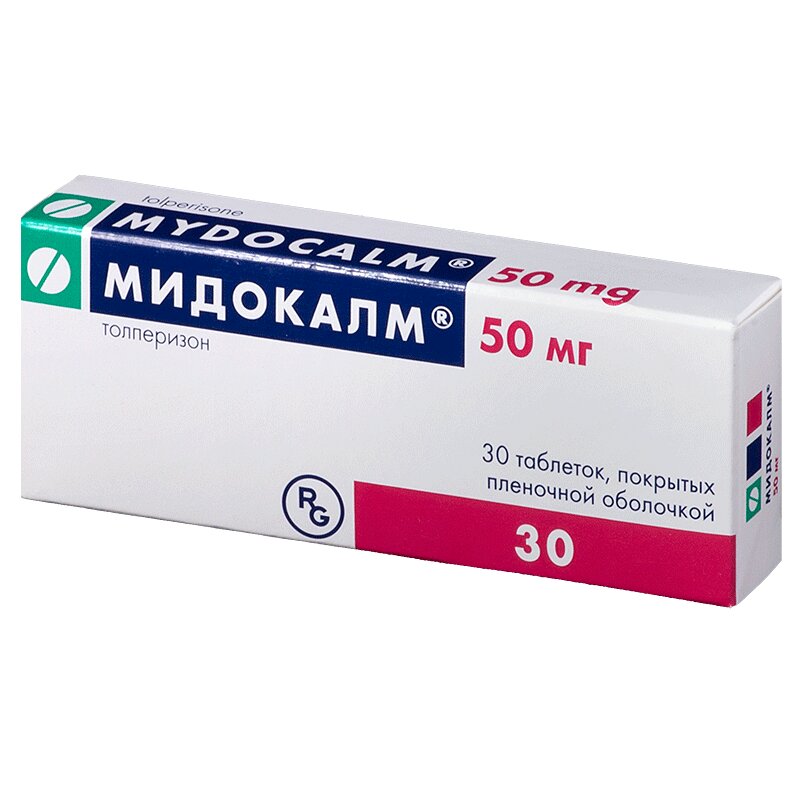 tolperisone
MYDOCALM® 50 mg
МИДОКАЛМ® 50 мг
толперизон
30 таблеток, покрытых
пленочной оболочкой
RG
30
МИДОКАЛМ®
50 мг